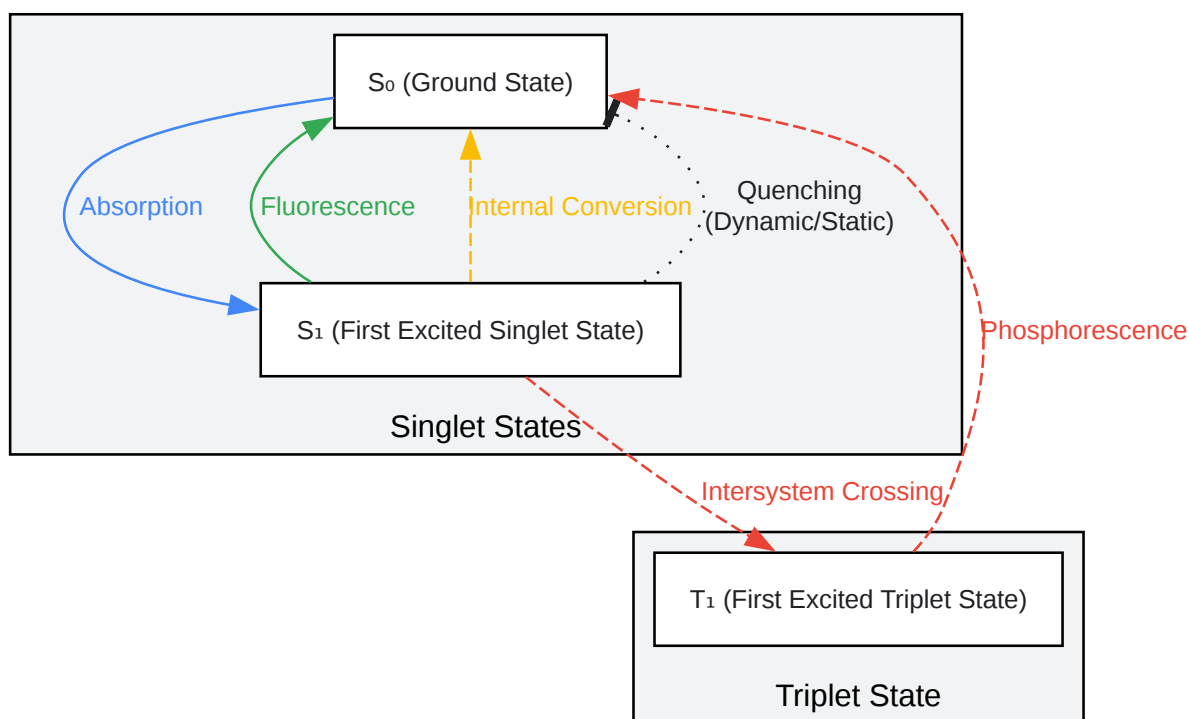 S₀ (Ground State)
Absorption
Fluorescence
Internal Conversion
Quenching
(Dynamic/Static)
S₁ (First Excited Singlet State)
Phosphorescence
Singlet States
Intersystem Crossing
T₁ (First Excited Triplet State)
Triplet State